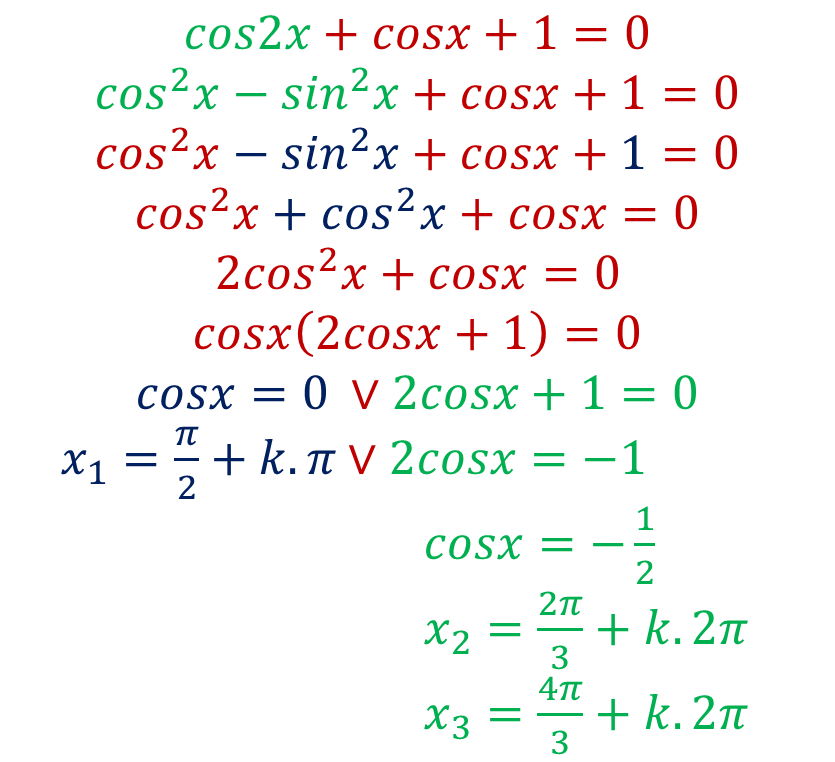 cos2x + cosx + 1 = 0
cos²x − sin²x + cosx + 1 = 0
cos²x − sin²x + cosx + 1 = 0
cos²x + cos²x + cosx = 0
2cos²x + cosx = 0
cosx(2cosx + 1) = 0
cosx = 0 ∨ 2cosx + 1 = 0
x₁ = π/2 + k.π ∨ 2cosx = −1
cosx = −1/2
x₂ = 2π/3 + k.2π
x₃ = 4π/3 + k.2π